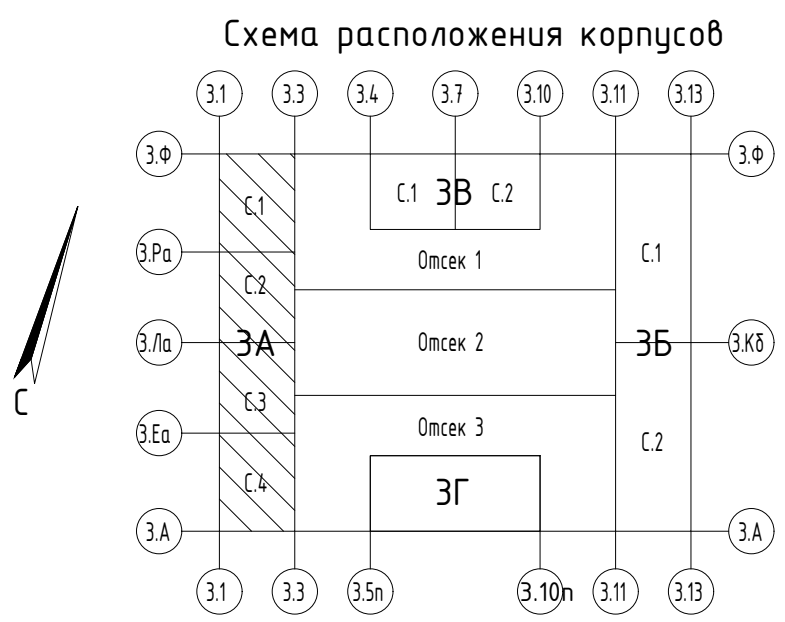 Схема расположения корпусов
3.1 3.3 3.4 3.7 3.10 3.11 3.13
3.Ф 3.Ф
С.1 3В С.2
С.1
3.Ра Отсек 1 С.1
С.2
3.Ла 3А Отсек 2 3Б 3.Кб
С
С.3
3.Еа Отсек 3 С.2
С.4 3Г
3.А 3.А
3.1 3.3 3.5п 3.10п 3.11 3.13